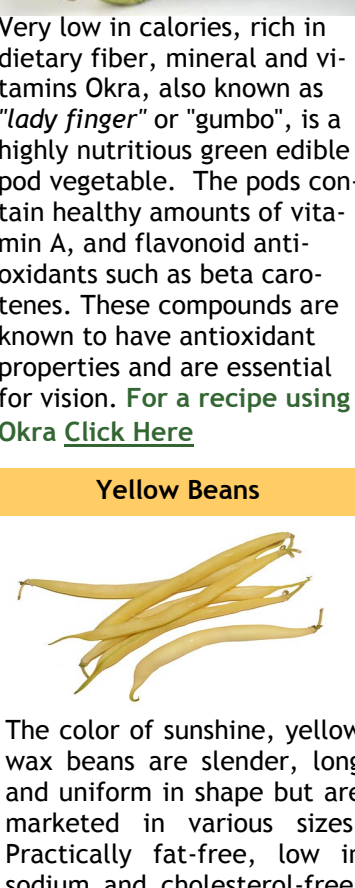 Very low in calories, rich in
dietary fiber, mineral and vi-
tamins Okra, also known as
"lady finger" or "gumbo", is a
highly nutritious green edible
pod vegetable.  The pods con-
tain healthy amounts of vita-
min A, and flavonoid anti-
oxidants such as beta caro-
tenes. These compounds are
known to have antioxidant
properties and are essential
for vision. For a recipe using
Okra Click Here
Yellow Beans
The color of sunshine, yellow
wax beans are slender, long
and uniform in shape but are
marketed in various sizes
Practically fat-free, low in
sodium and cholesterol-free